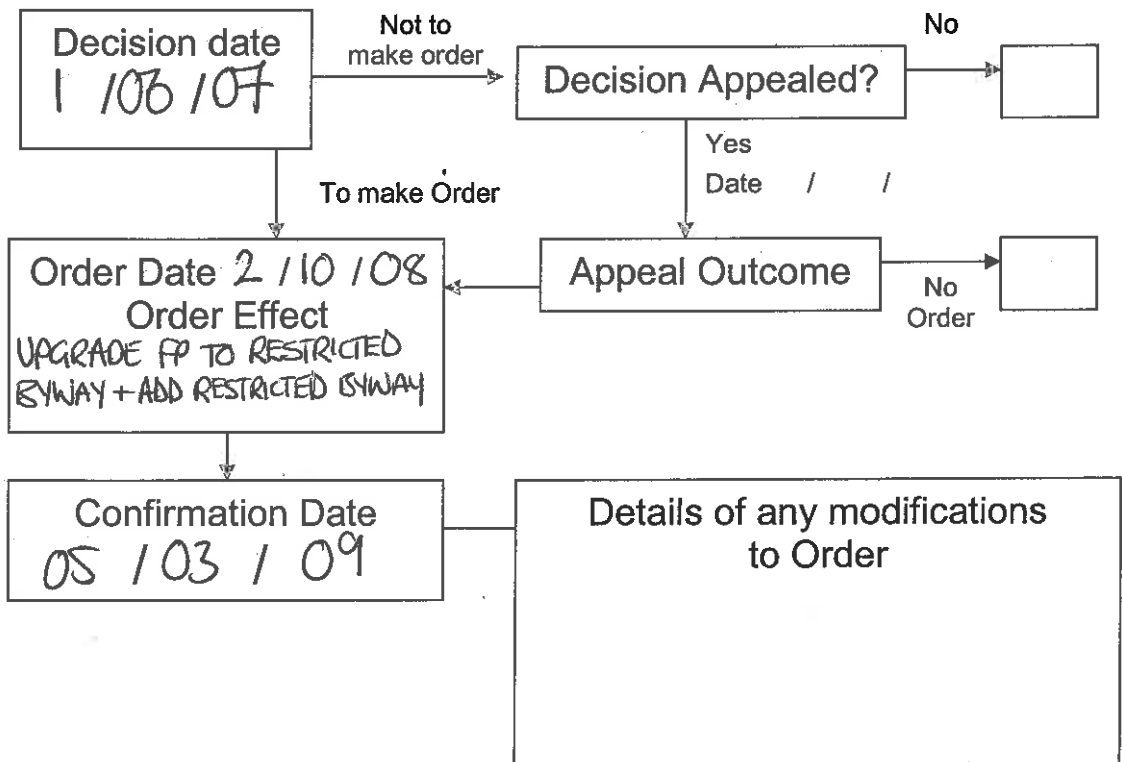 Decision date
1 /06 /07
Not to
make order
Decision Appealed?
No
Yes
Date / /
To make Order
Order Date 2 /10 /08
Order Effect
UPGRADE FP TO RESTRICTED
BYWAY + ADD RESTRICTED BYWAY
Appeal Outcome
No
Order
Confirmation Date
05 / 03 / 09
Details of any modifications
to Order